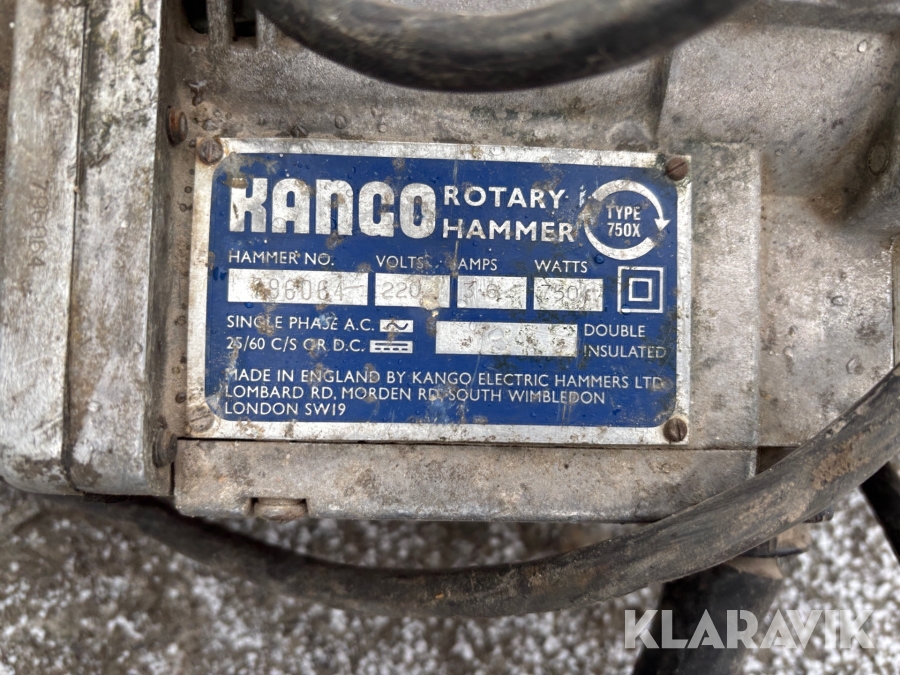 KANGO ROTARY
HAMMER
TYPE
750X
HAMMER NO. VOLTS AMPS WATTS
220 750
SINGLE PHASE A.C.
25/60 C/S OR D.C.
DOUBLE
INSULATED
MADE IN ENGLAND BY KANGO ELECTRIC HAMMERS LTD
LOMBARD RD, MORDEN RD, SOUTH WIMBLEDON
LONDON SW19
KLARAVIK